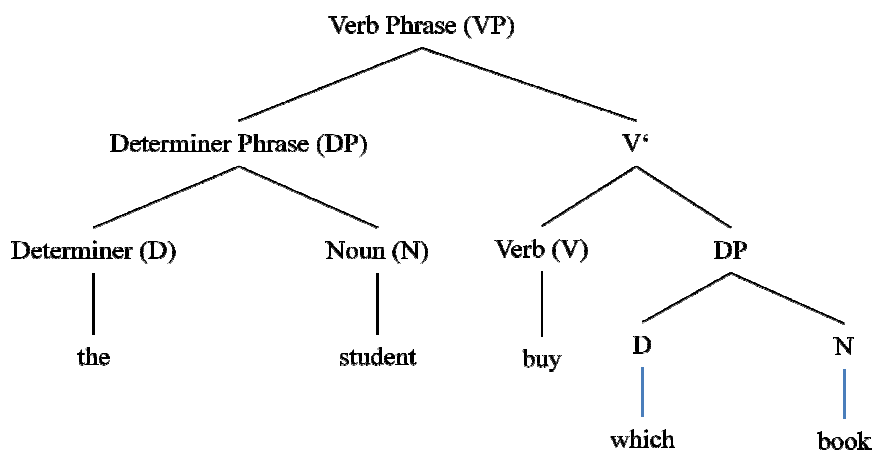 Verb Phrase (VP)
Determiner Phrase (DP) V‘
Determiner (D) Noun (N) Verb (V) DP
the student buy D N
which book